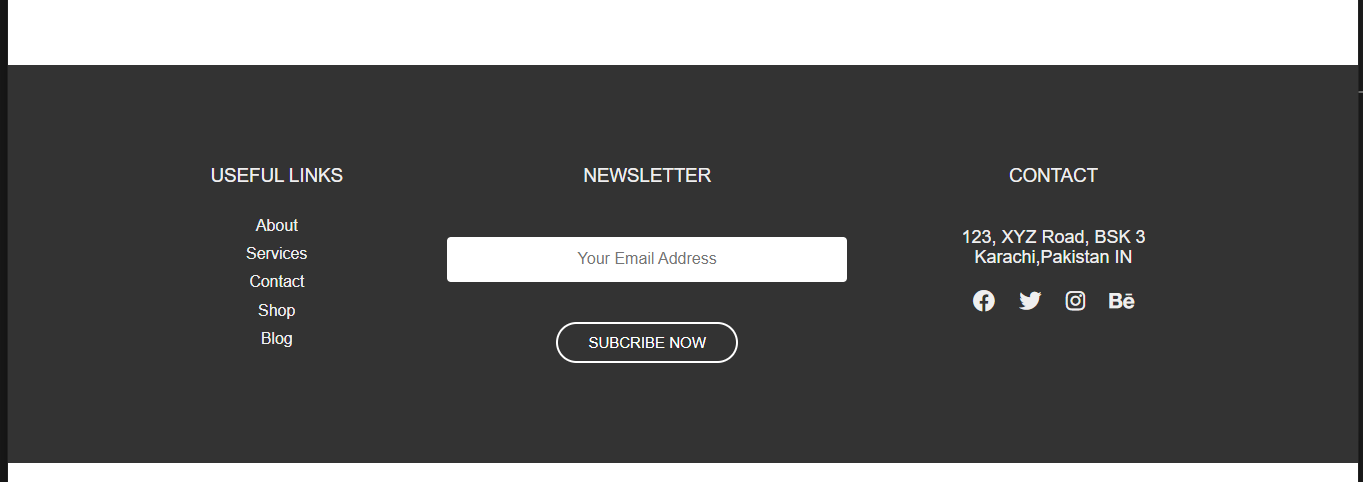 USEFUL LINKS
About
Services
Contact
Shop
Blog
NEWSLETTER
Your Email Address
SUBCRIBE NOW
CONTACT
123, XYZ Road, BSK 3
Karachi,Pakistan IN
Bē